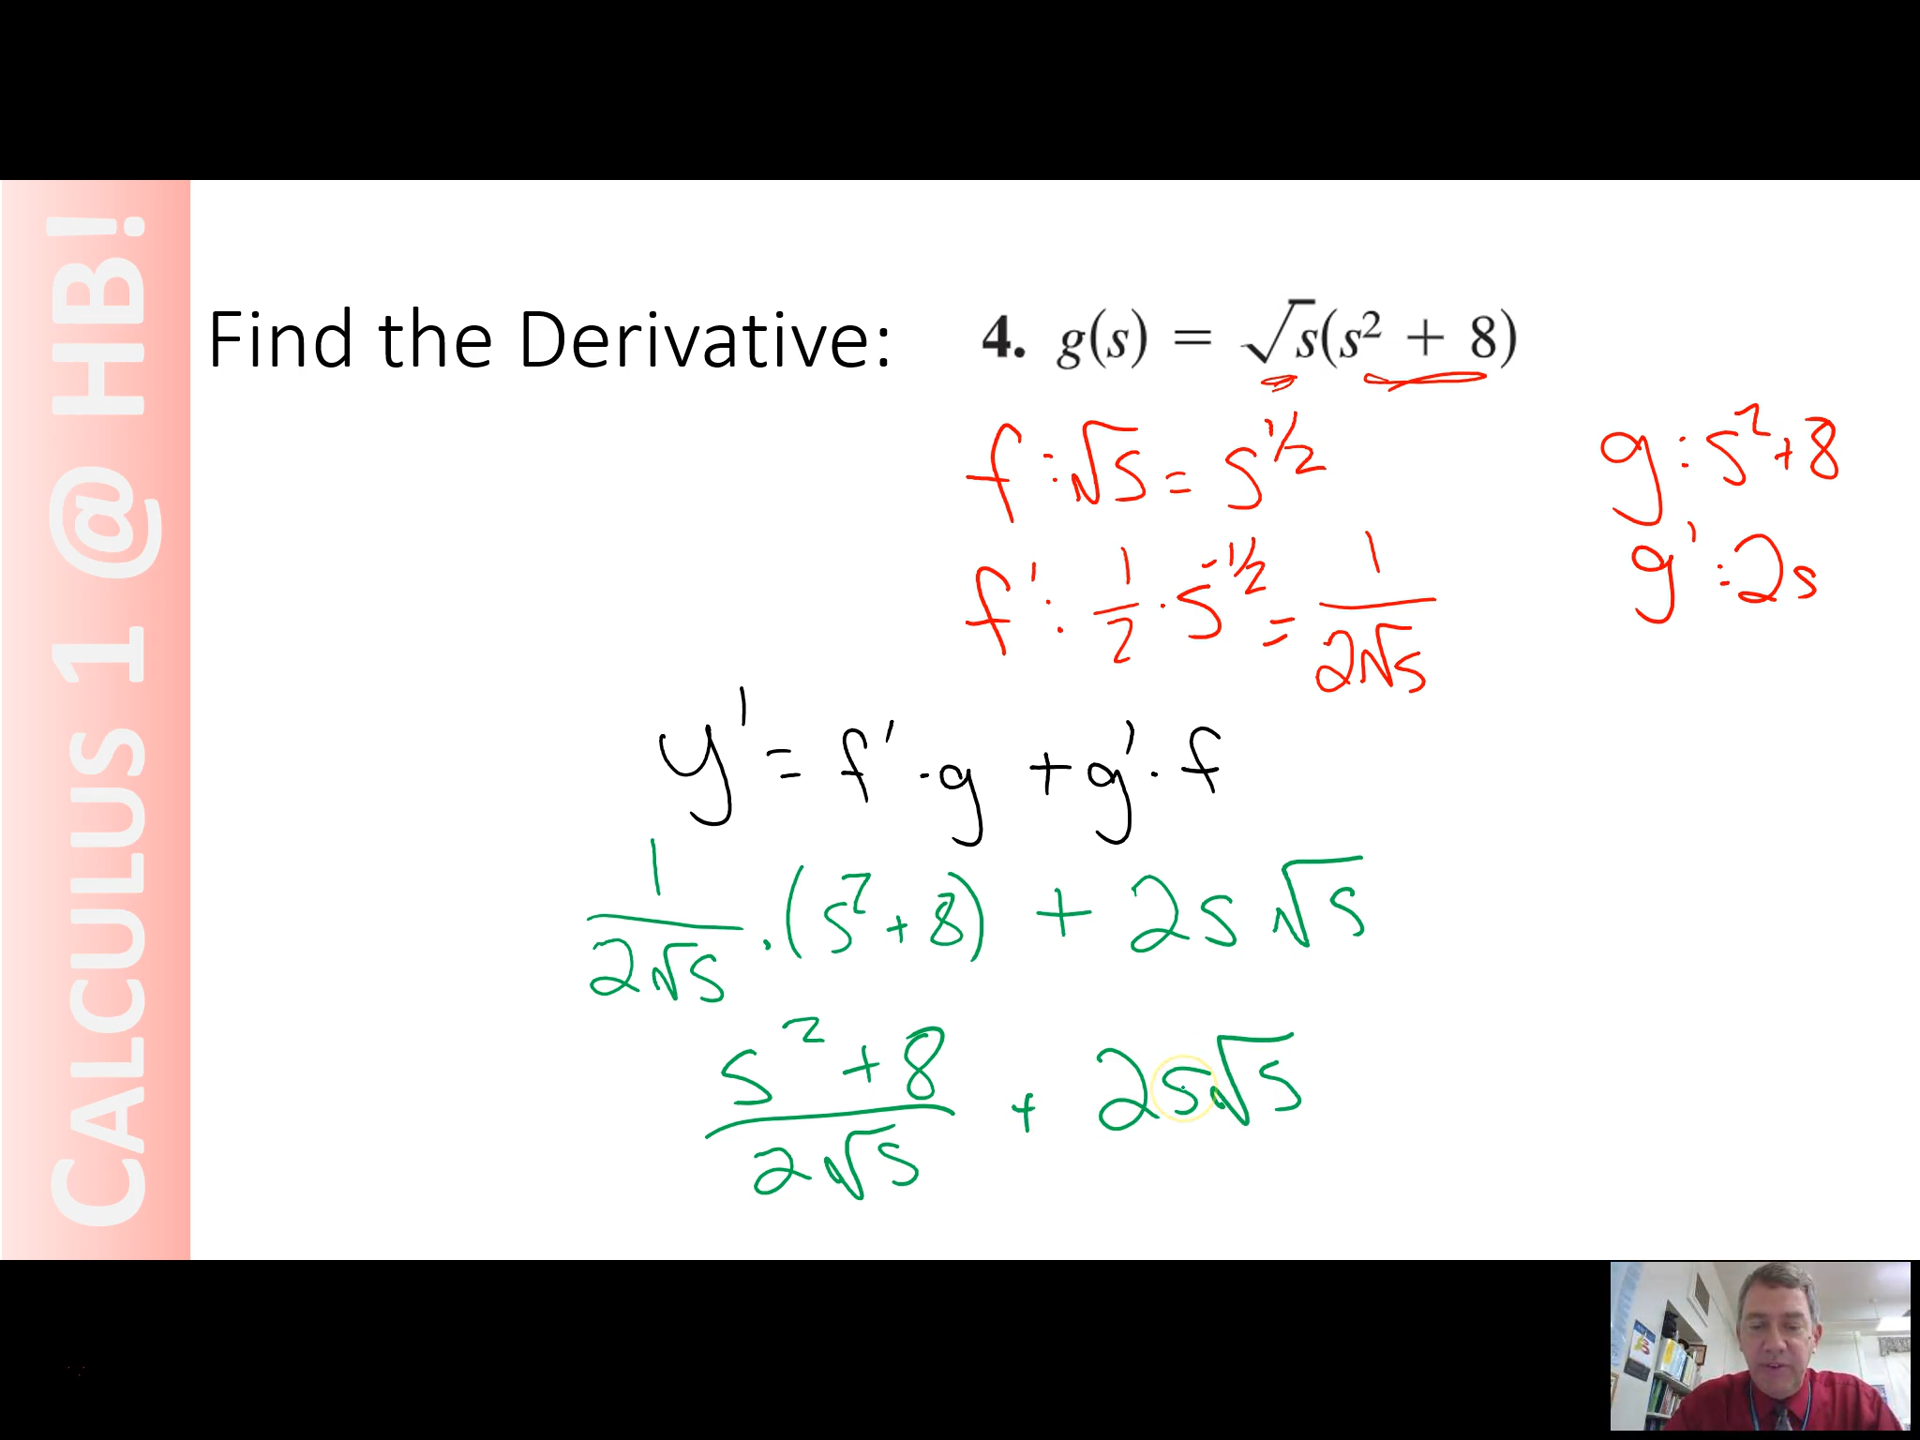 CALCULUS 1 @ HB!
Find the Derivative:
4. g(s) = √s(s² + 8)
f : √s = s^1/2
g : s² + 8
f' : 1/2 · s^-1/2 = 1/(2√s)
g' : 2s
y' = f' · g + g' · f
1/(2√s) · (s² + 8) + 2s √s
(s² + 8)/(2√s) + 2s√s